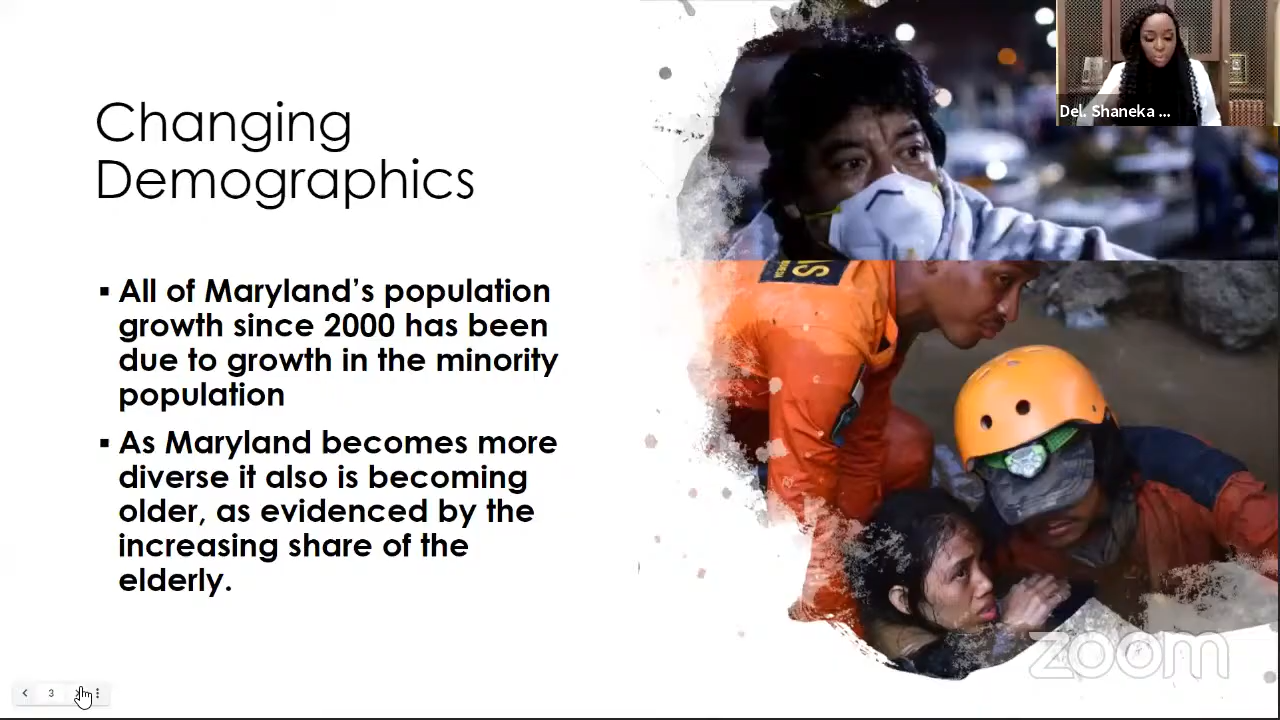 Changing
Demographics
▪ All of Maryland’s population
growth since 2000 has been
due to growth in the minority
population
▪ As Maryland becomes more
diverse it also is becoming
older, as evidenced by the
increasing share of the
elderly.
Del. Shaneka ...
zoom
3